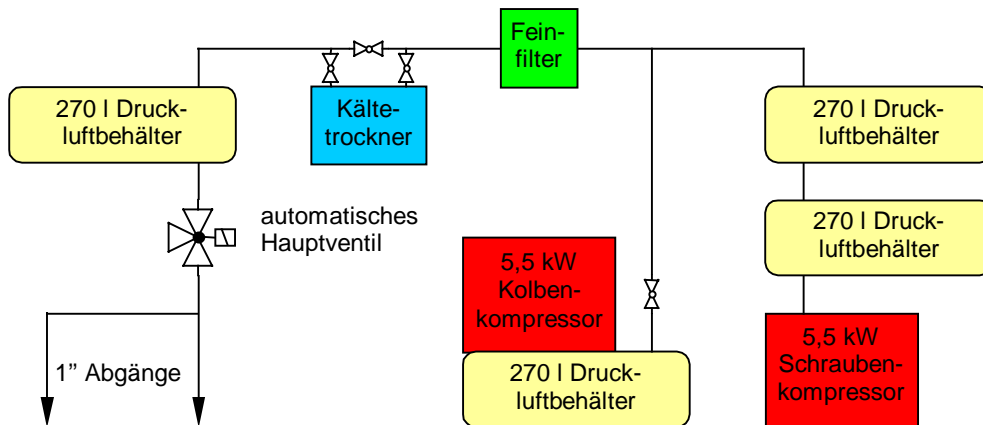 Fein-
filter
270 l Druck-
luftbehälter
Kälte-
trockner
270 l Druck-
luftbehälter
automatisches
Hauptventil
270 l Druck-
luftbehälter
5,5 kW
Kolben-
kompressor
5,5 kW
Schrauben-
kompressor
1” Abgänge
270 l Druck-
luftbehälter